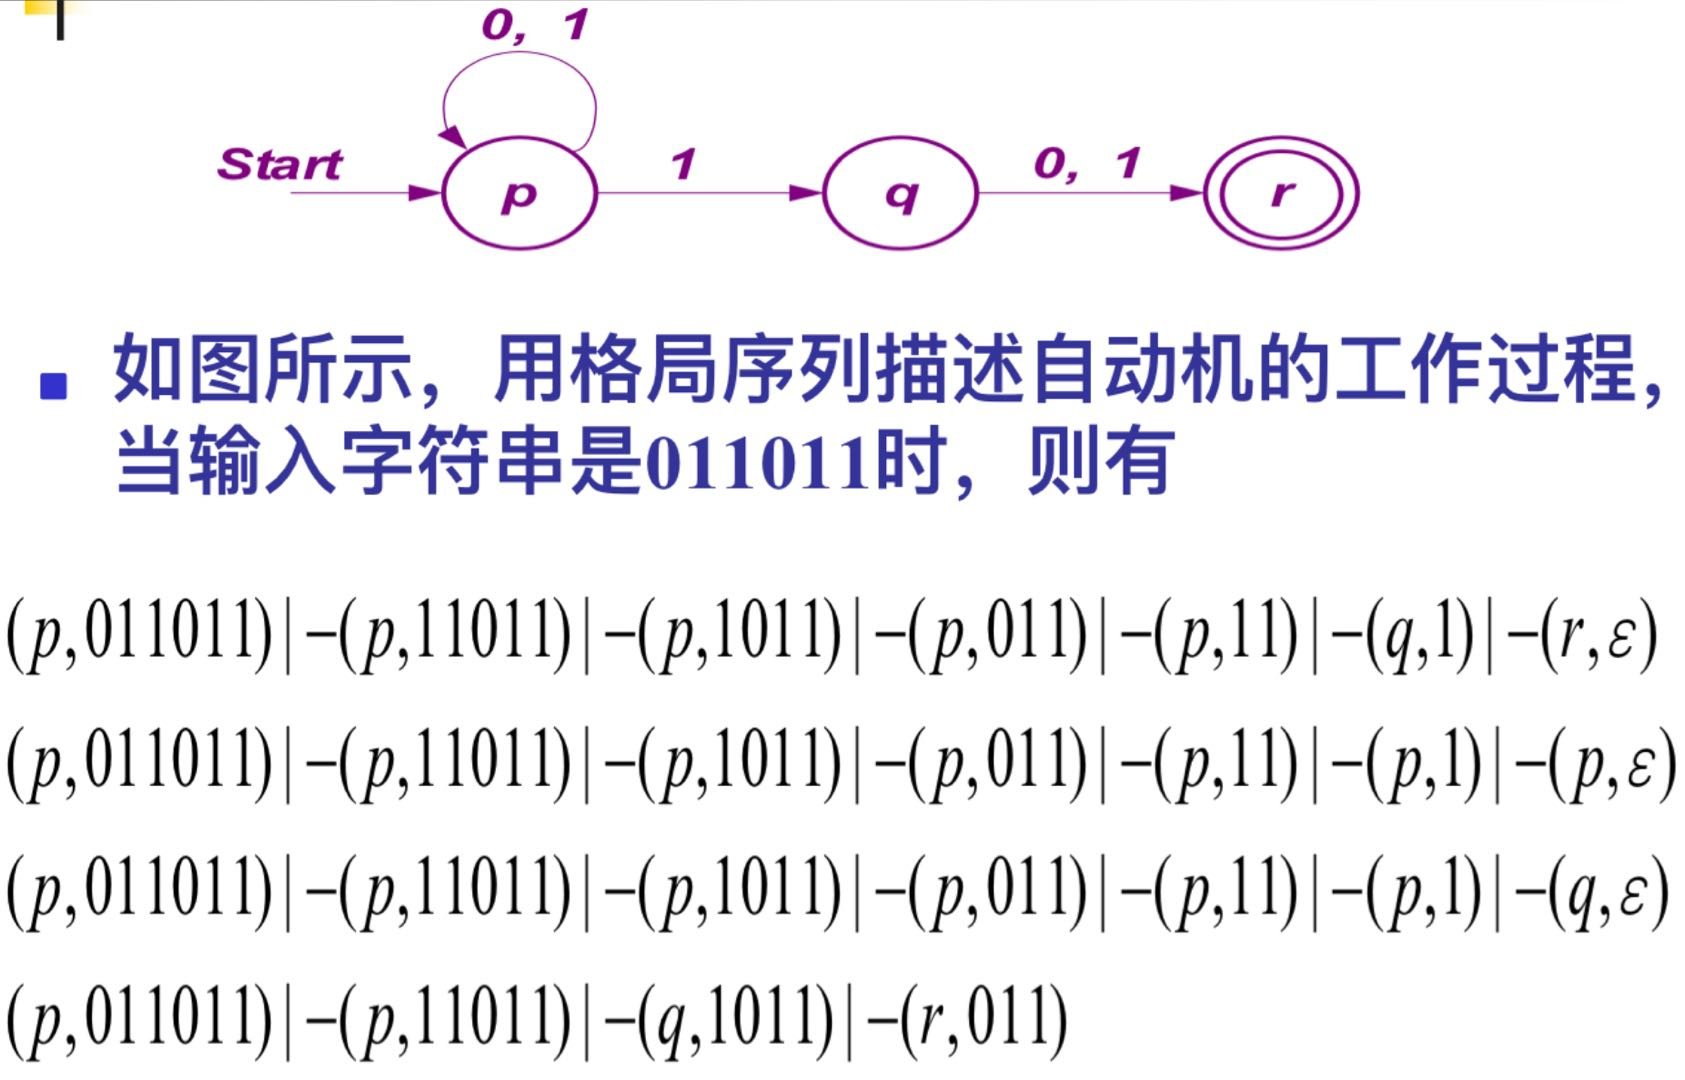 0, 1
Start p 1 q 0, 1 r
如图所示，用格局序列描述自动机的工作过程，
当输入字符串是011011时，则有
(p,011011)|−(p,11011)|−(p,1011)|−(p,011)|−(p,11)|−(q,1)|−(r,ε)
(p,011011)|−(p,11011)|−(p,1011)|−(p,011)|−(p,11)|−(p,1)|−(p,ε)
(p,011011)|−(p,11011)|−(p,1011)|−(p,011)|−(p,11)|−(p,1)|−(q,ε)
(p,011011)|−(p,11011)|−(q,1011)|−(r,011)